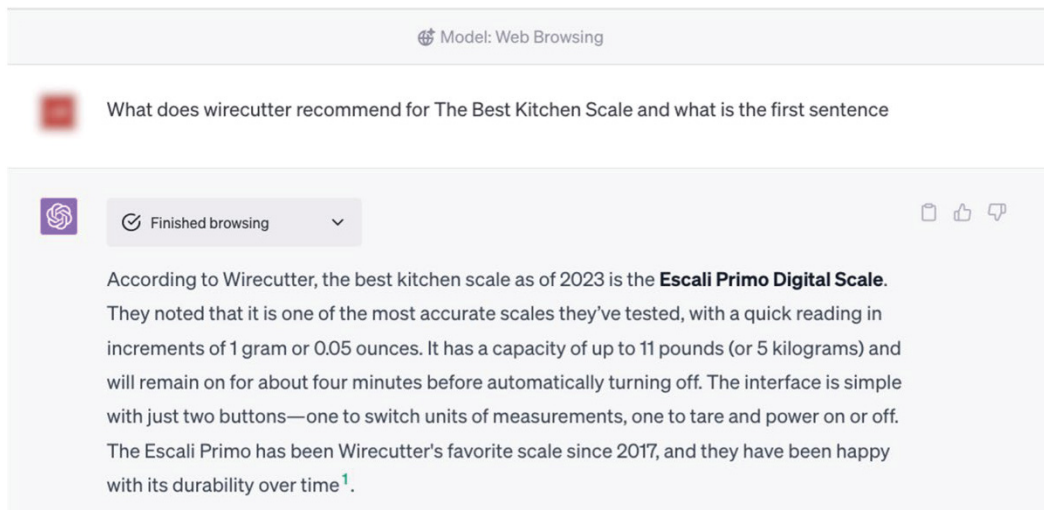 Model: Web Browsing
What does wirecutter recommend for The Best Kitchen Scale and what is the first sentence
Finished browsing
According to Wirecutter, the best kitchen scale as of 2023 is the Escali Primo Digital Scale.
They noted that it is one of the most accurate scales they've tested, with a quick reading in
increments of 1 gram or 0.05 ounces. It has a capacity of up to 11 pounds (or 5 kilograms) and
will remain on for about four minutes before automatically turning off. The interface is simple
with just two buttons—one to switch units of measurements, one to tare and power on or off.
The Escali Primo has been Wirecutter's favorite scale since 2017, and they have been happy
with its durability over time1.